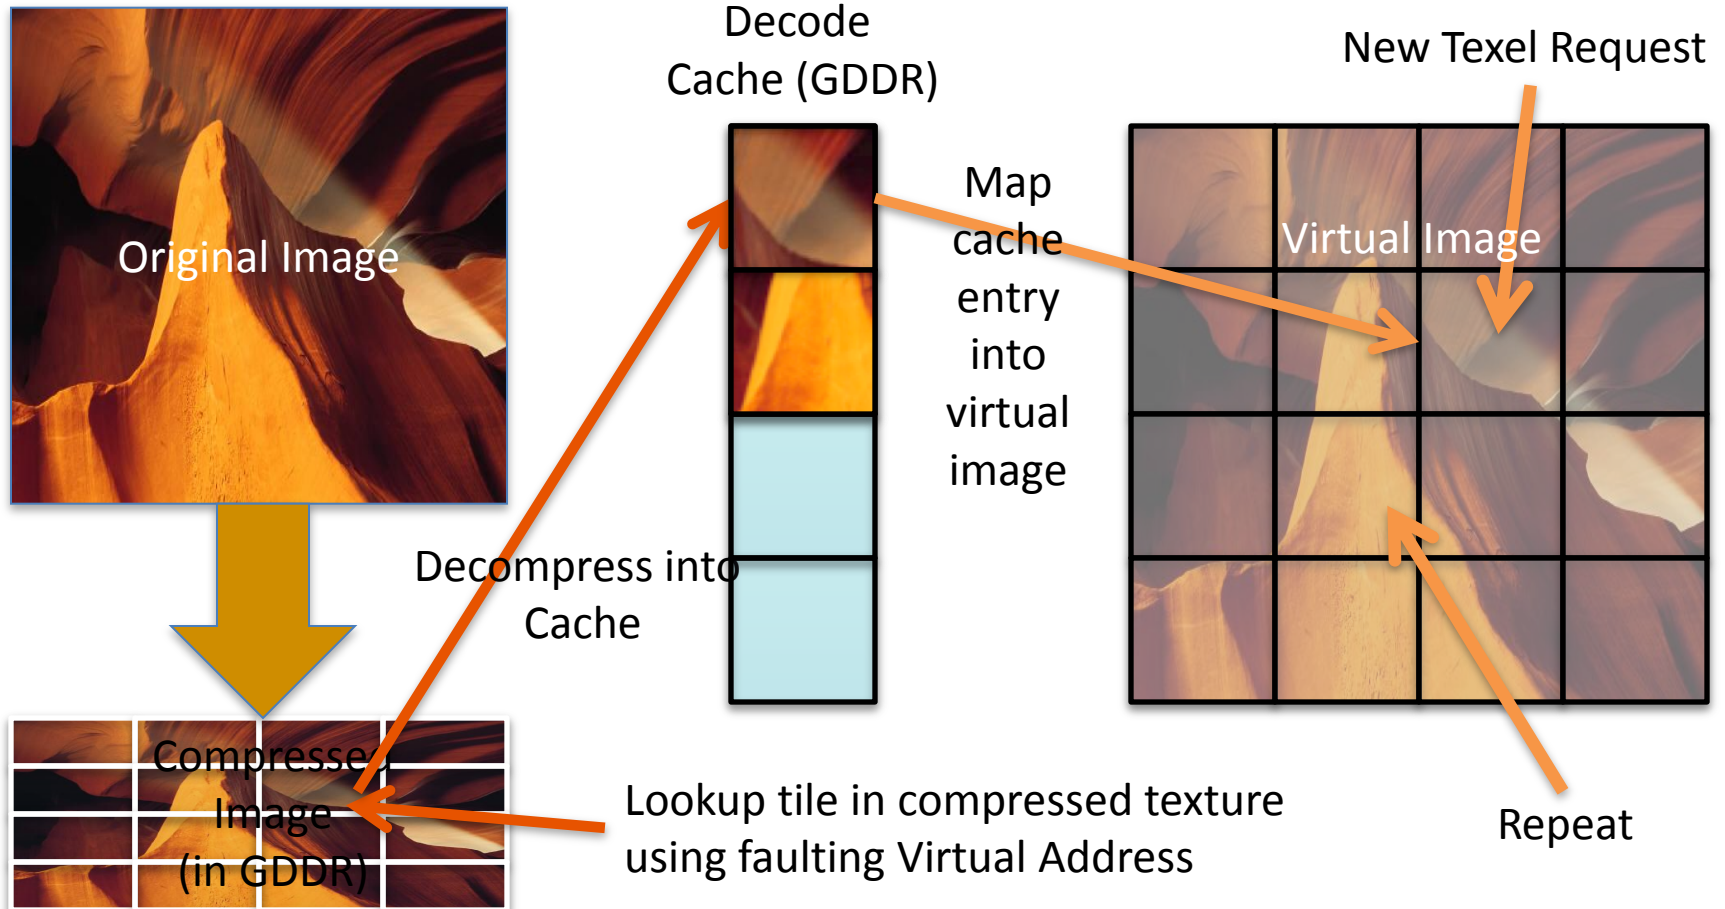 Decode
Cache (GDDR)
New Texel Request
Original Image
Map
cache
entry
into
virtual
image
Virtual Image
Decompress into
Cache
Compressed
Image
(in GDDR)
Lookup tile in compressed texture
using faulting Virtual Address
Repeat